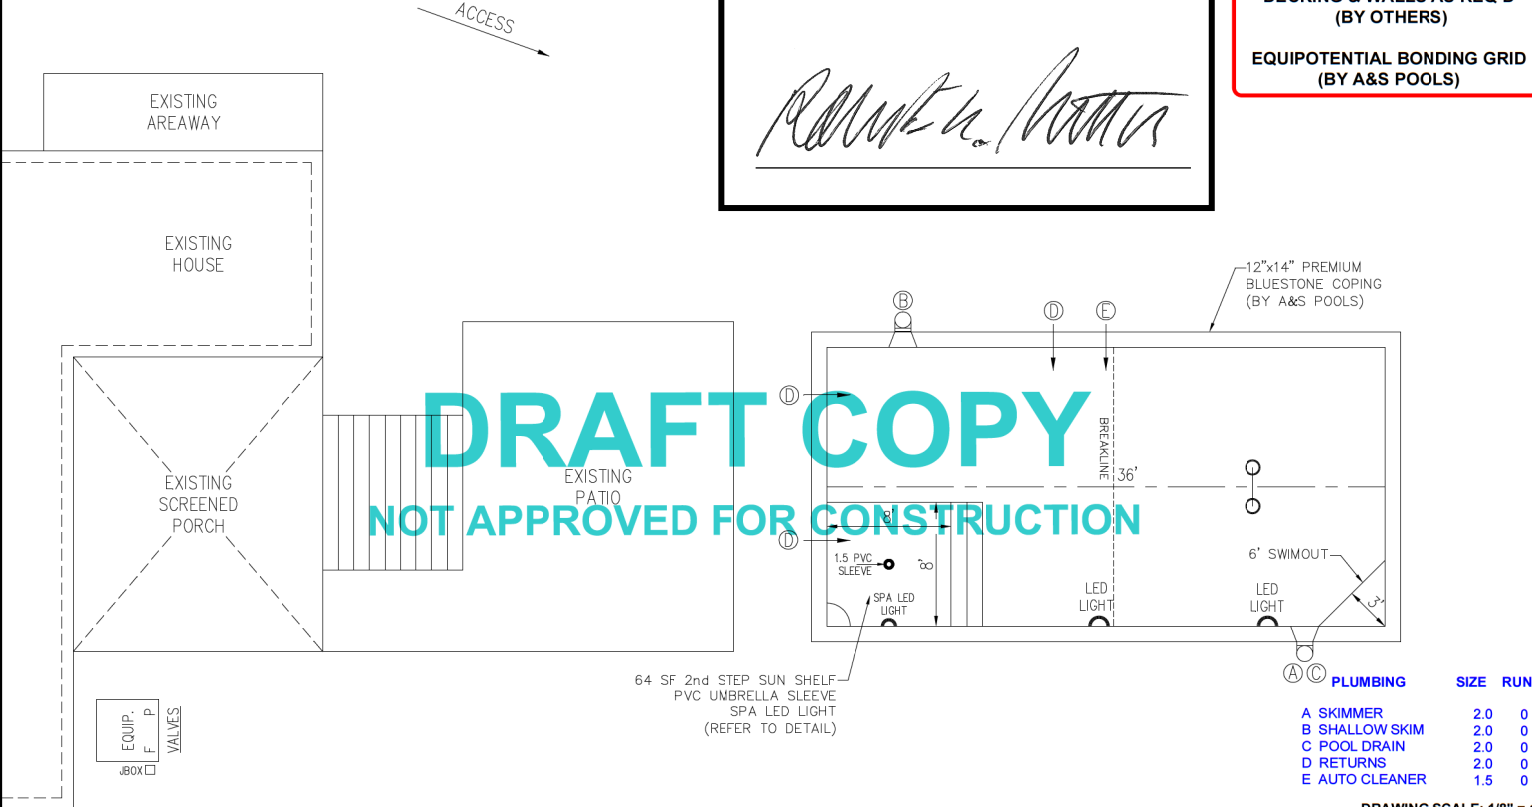 ACCESS
(BY OTHERS)
EQUIPOTENTIAL BONDING GRID
(BY A&S POOLS)
EXISTING
AREAWAY
EXISTING
HOUSE
12"x14" PREMIUM
BLUESTONE COPING
(BY A&S POOLS)
B
D
E
D
BREAKLINE
36'
DRAFT COPY
EXISTING
SCREENED
PORCH
EXISTING
PATIO
NOT APPROVED FOR CONSTRUCTION
8'
D
1.5 PVC
SLEEVE
8'
SPA LED
LIGHT
LED
LIGHT
LED
LIGHT
6' SWIMOUT
3'
A C
64 SF 2nd STEP SUN SHELF
PVC UMBRELLA SLEEVE
SPA LED LIGHT
(REFER TO DETAIL)
EQUIP.
F P
VALVES
JBOX
PLUMBING SIZE RUN
A SKIMMER 2.0 0
B SHALLOW SKIM 2.0 0
C POOL DRAIN 2.0 0
D RETURNS 2.0 0
E AUTO CLEANER 1.5 0